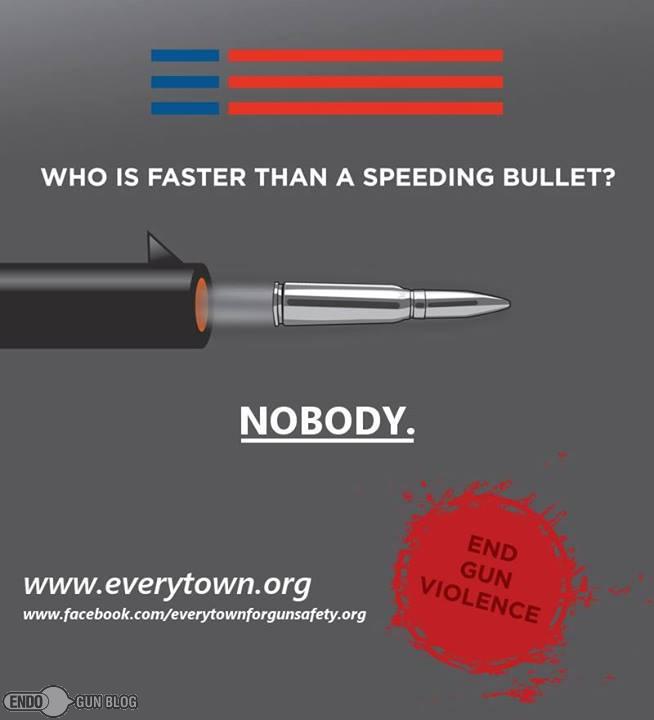 WHO IS FASTER THAN A SPEEDING BULLET?
NOBODY.
END
GUN
VIOLENCE
www.everytown.org
www.facebook.com/everytownforgunsafety.org
ENDO GUN BLOG